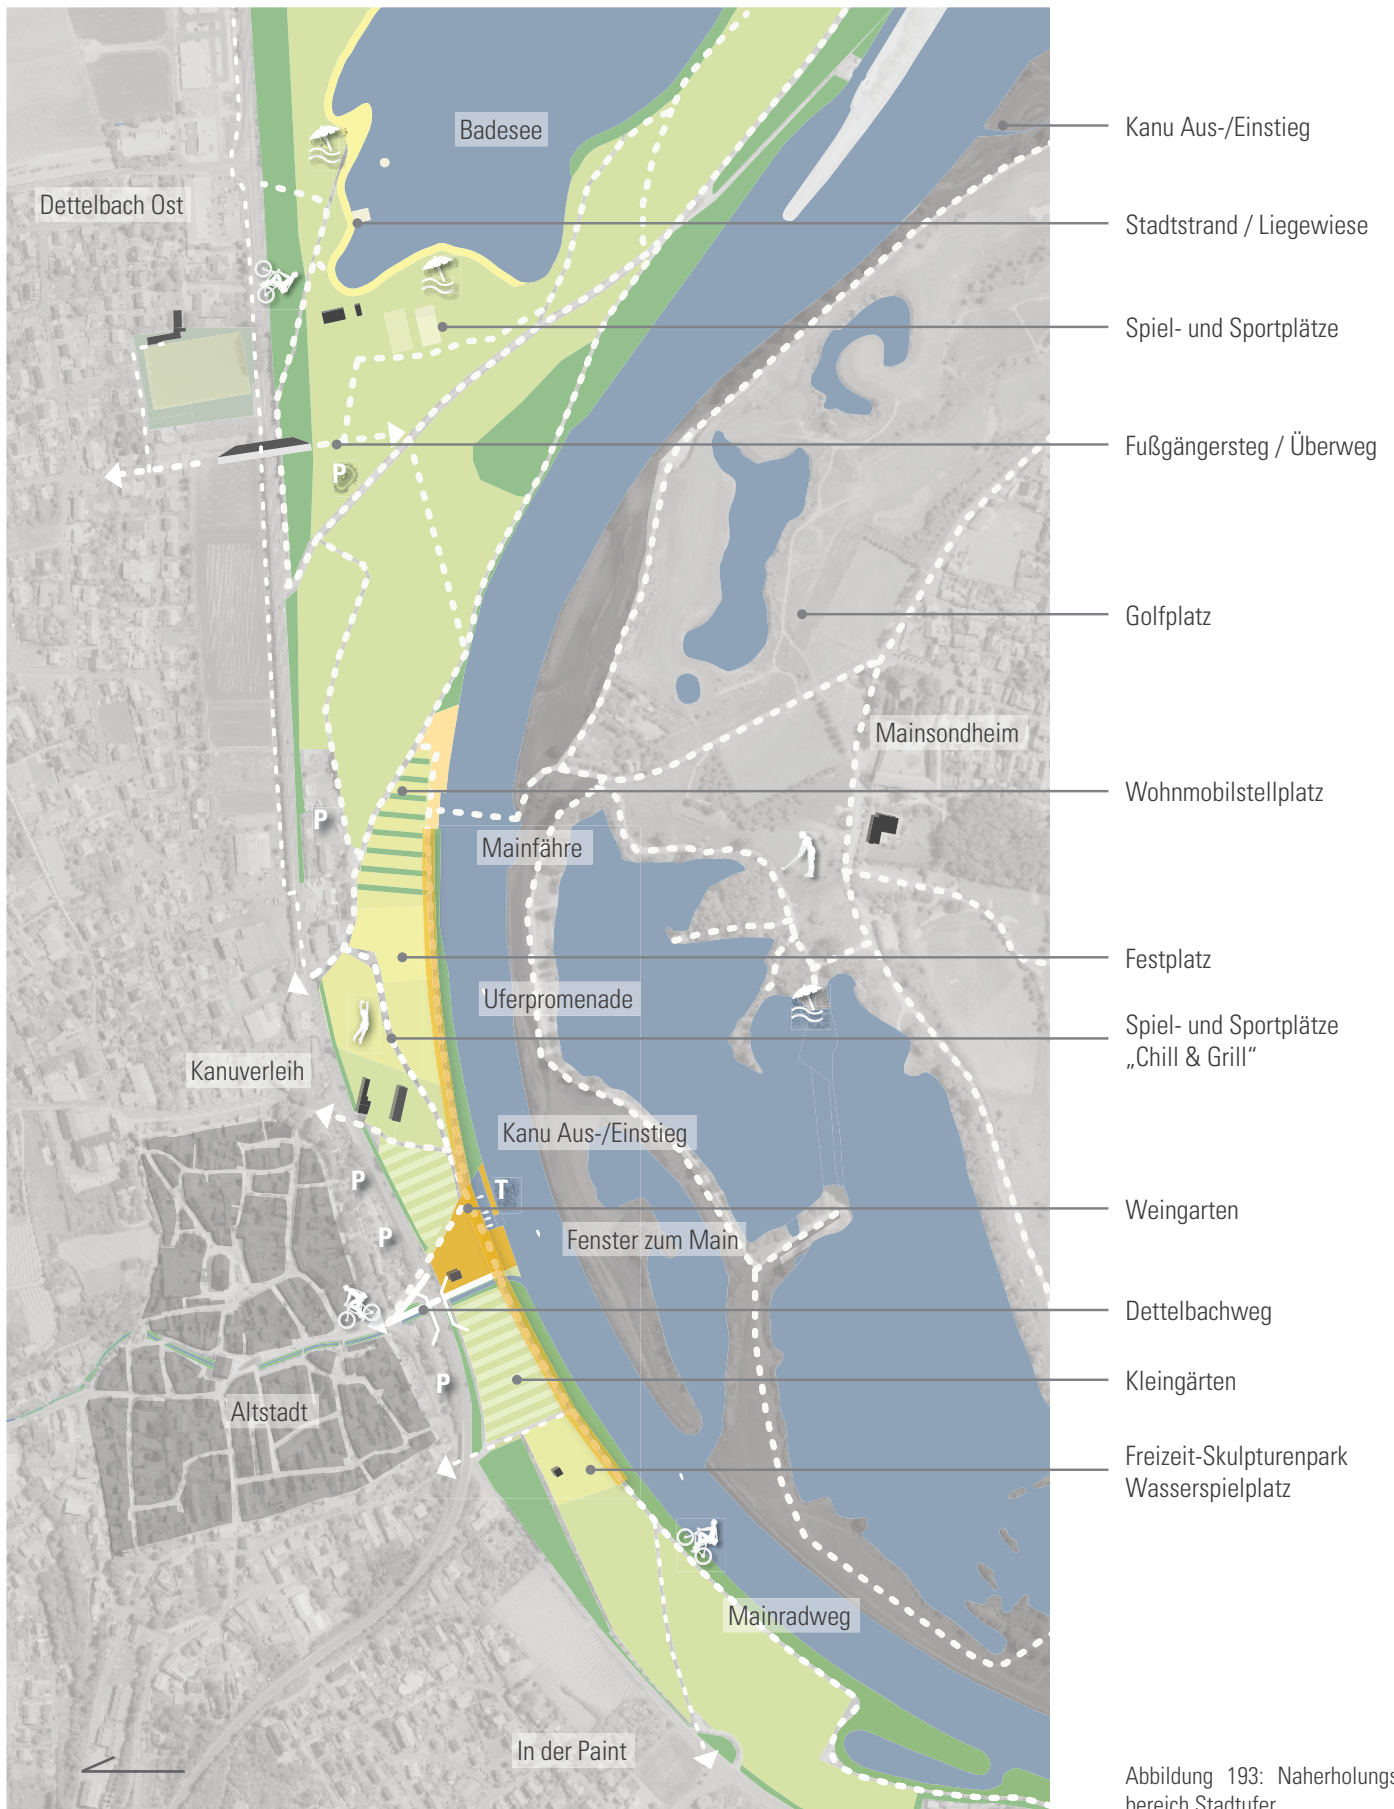 Badesee
Kanu Aus-/Einstieg
Dettelbach Ost
Stadtstrand / Liegewiese
Spiel- und Sportplätze
Fußgängersteg / Überweg
P
Golfplatz
Mainsondheim
Wohnmobilstellplatz
P
Mainfähre
Festplatz
Uferpromenade
Spiel- und Sportplätze
„Chill & Grill“
Kanuverleih
Kanu Aus-/Einstieg
P
T
Weingarten
P
Fenster zum Main
Dettelbachweg
P
Kleingärten
Altstadt
Freizeit-Skulpturenpark
Wasserspielplatz
Mainradweg
In der Paint
Abbildung 193: Naherholungs
bereich Stadtufer